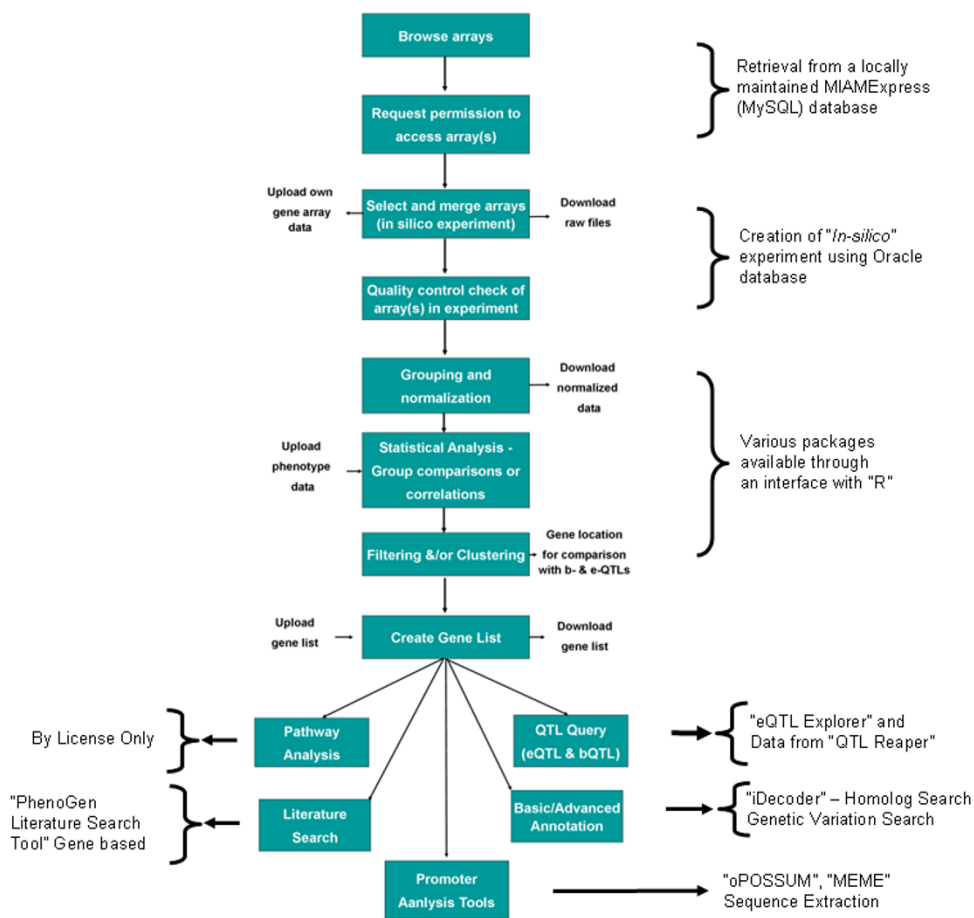 Browse arrays
Retrieval from a locally
maintained MIAMExpress
(MySQL) database
Request permission to
access array(s)
Upload own
gene array
data
Select and merge arrays
(in silico experiment)
Download
raw files
Creation of "In-silico"
experiment using Oracle
database
Quality control check of
array(s) in experiment
Grouping and
normalization
Download
normalized
data
Upload
phenotype
data
Statistical Analysis -
Group comparisons or
correlations
Various packages
available through
an interface with "R"
Filtering &/or Clustering
Gene location
for comparison
with b- & e-QTLs
Upload
gene list
Create Gene List
Download
gene list
By License Only
Pathway
Analysis
QTL Query
(eQTL & bQTL)
"eQTL Explorer" and
Data from "QTL Reaper"
"PhenoGen
Literature Search
Tool" Gene based
Literature
Search
Basic/Advanced
Annotation
"iDecoder" – Homolog Search
Genetic Variation Search
Promoter
Aanlysis Tools
"oPOSSUM", "MEME"
Sequence Extraction